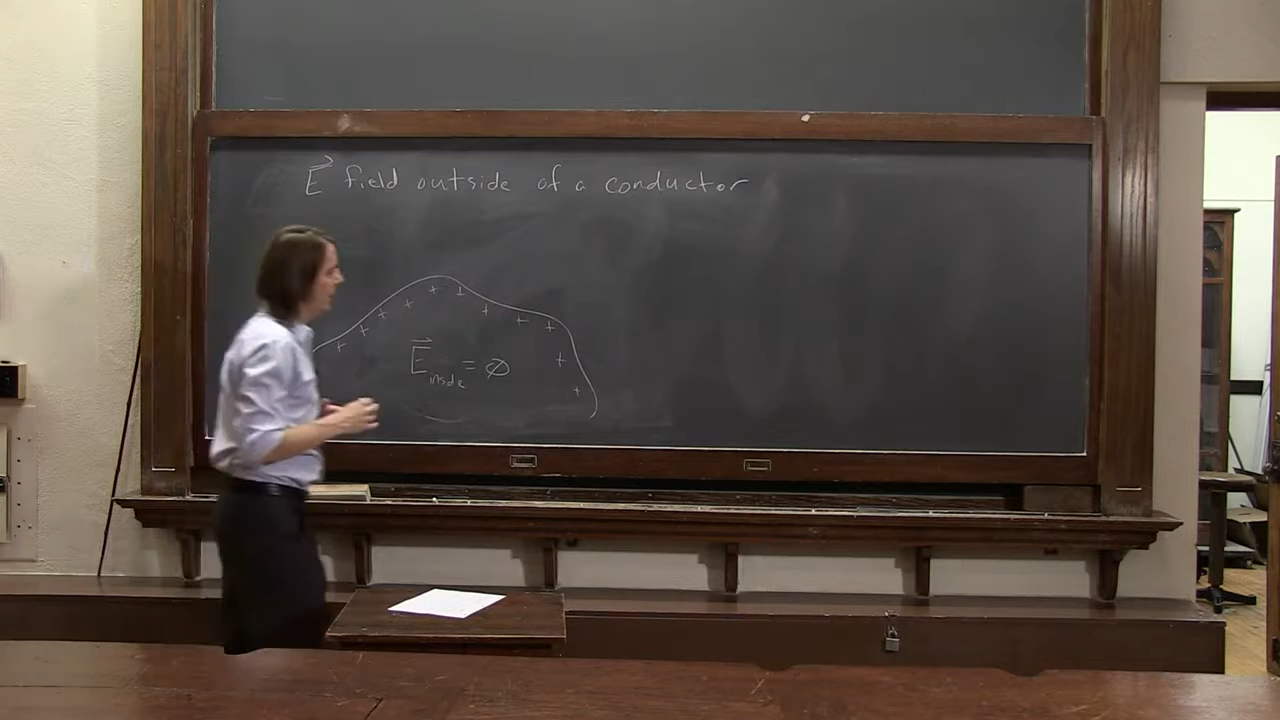 E⃗ field outside of a conductor
+ + + + + + + + + + + +
E⃗ inside = ∅